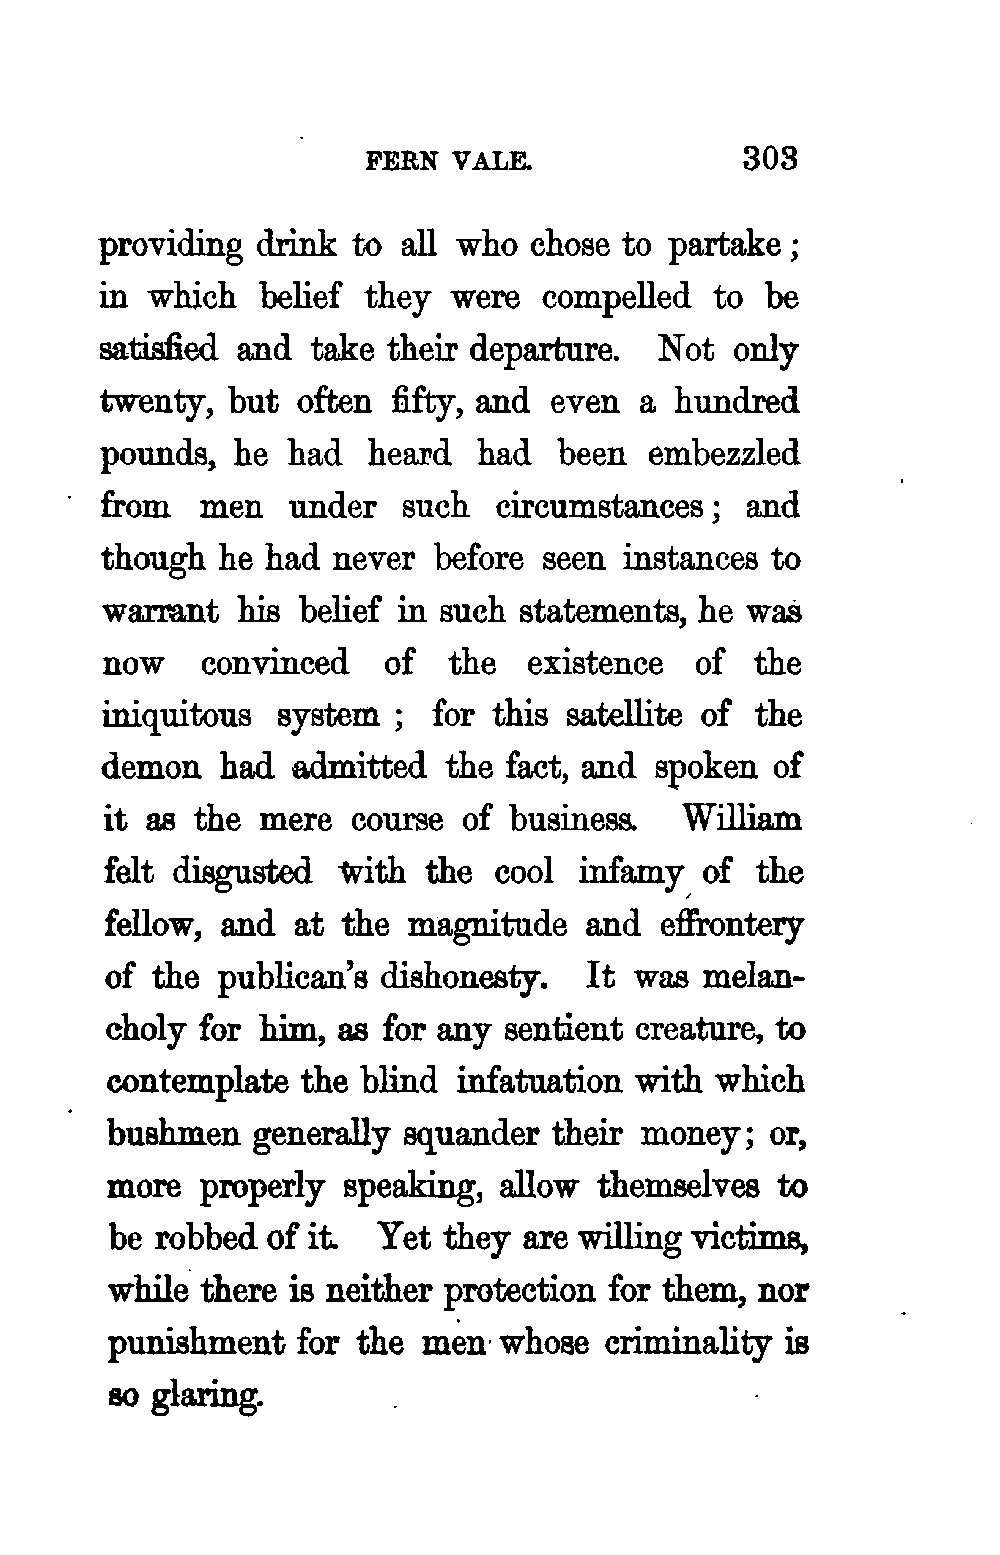 FERN VALE. 303
providing drink to all who chose to partake ;
in which belief they were compelled to be
satisfied and take their departure. Not only
twenty, but often fifty, and even a hundred
pounds, he had heard had been embezzled
from men under such circumstances ; and
though he had never before seen instances to
warrant his belief in such statements, he was
now convinced of the existence of the
iniquitous system ; for this satellite of the
demon had admitted the fact, and spoken of
it as the mere course of business. William
felt disgusted with the cool infamy of the
fellow, and at the magnitude and effrontery
of the publican's dishonesty. It was melan-
choly for him, as for any sentient creature, to
contemplate the blind infatuation with which
bushmen generally squander their money; or,
more properly speaking, allow themselves to
be robbed of it. Yet they are willing victims,
while there is neither protection for them, nor
punishment for the men whose criminality is
so glaring.